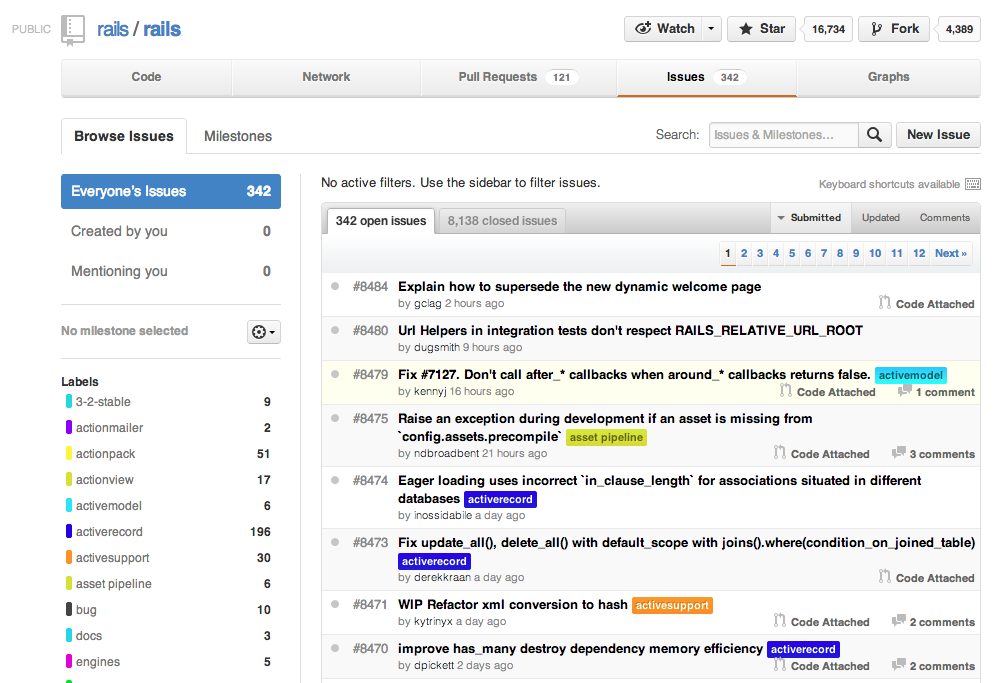 PUBLIC rails / rails Watch Star 16,734 Fork 4,389
Code Network Pull Requests 121 Issues 342 Graphs
Browse Issues Milestones Search: Issues & Milestones... New Issue
Everyone's Issues 342
Created by you 0
Mentioning you 0
No milestone selected
Labels
3-2-stable 9
actionmailer 2
actionpack 51
actionview 17
activemodel 6
activerecord 196
activesupport 30
asset pipeline 6
bug 10
docs 3
engines 5
No active filters. Use the sidebar to filter issues. Keyboard shortcuts available
342 open issues 8,138 closed issues Submitted Updated Comments
1 2 3 4 5 6 7 8 9 10 11 12 Next »
#8484 Explain how to supersede the new dynamic welcome page
by gclag 2 hours ago Code Attached
#8480 Url Helpers in integration tests don't respect RAILS_RELATIVE_URL_ROOT
by dugsmith 9 hours ago
#8479 Fix #7127. Don't call after_* callbacks when around_* callbacks returns false. activemodel
by kennyj 16 hours ago Code Attached 1 comment
#8475 Raise an exception during development if an asset is missing from
`config.assets.precompile` asset pipeline
by ndbroadbent 21 hours ago Code Attached 3 comments
#8474 Eager loading uses incorrect `in_clause_length` for associations situated in different
databases activerecord
by inossidabile a day ago
#8473 Fix update_all(), delete_all() with default_scope with joins().where(condition_on_joined_table)
activerecord
by derekkraan a day ago Code Attached
#8471 WIP Refactor xml conversion to hash activesupport
by kytrinyx a day ago Code Attached 2 comments
#8470 improve has_many destroy dependency memory efficiency activerecord
by dpickett 2 days ago Code Attached 2 comments